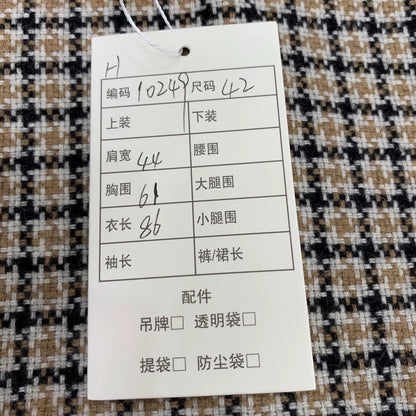 H
编码 10249 尺码 42
上装 下装
肩宽 44 腰围
胸围 61 大腿围
衣长 86 小腿围
袖长 裤/裙长
配件
吊牌□ 透明袋□
提袋□ 防尘袋□